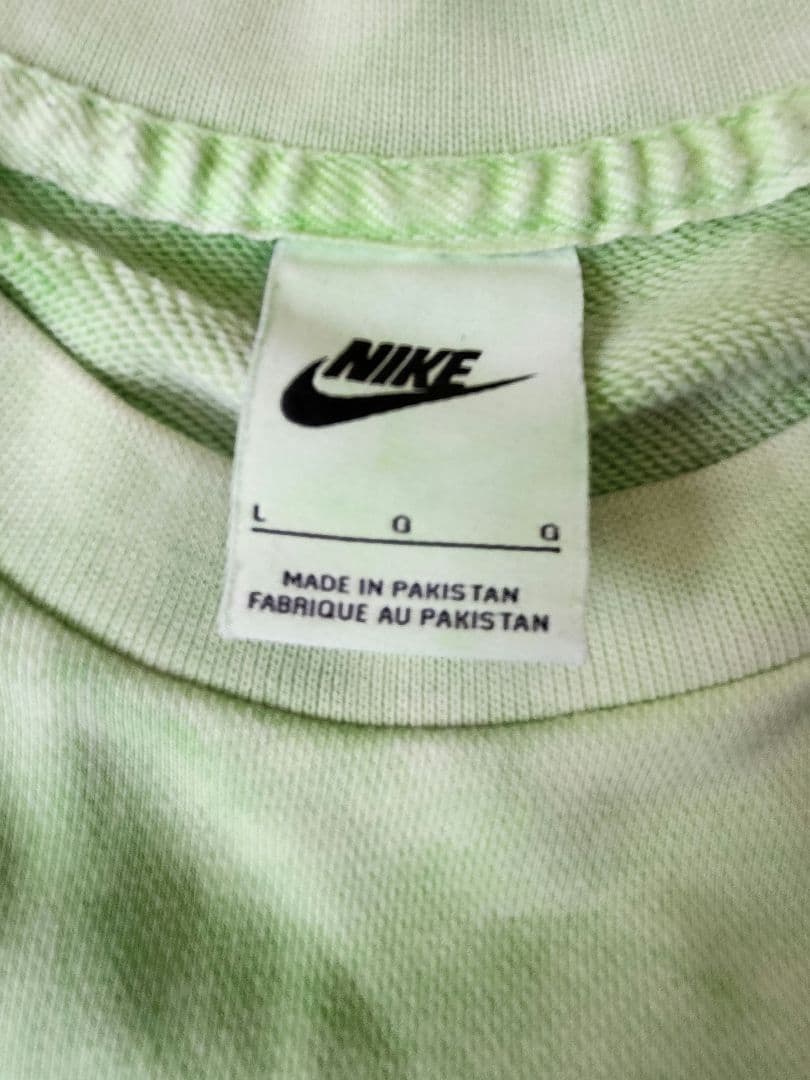 NIKE
L G G
MADE IN PAKISTAN
FABRIQUE AU PAKISTAN